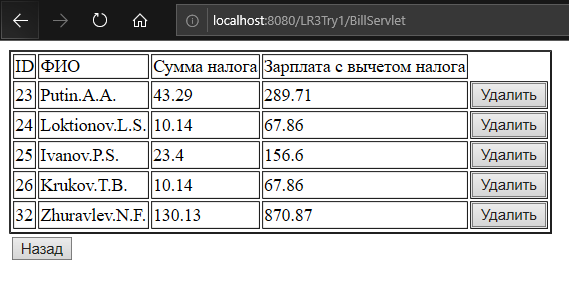 localhost:8080/LR3Try1/BillServlet
ID ФИО Сумма налога Зарплата с вычетом налога
23 Putin.A.A. 43.29 289.71 Удалить
24 Loktionov.L.S. 10.14 67.86 Удалить
25 Ivanov.P.S. 23.4 156.6 Удалить
26 Krukov.T.B. 10.14 67.86 Удалить
32 Zhuravlev.N.F. 130.13 870.87 Удалить
Назад